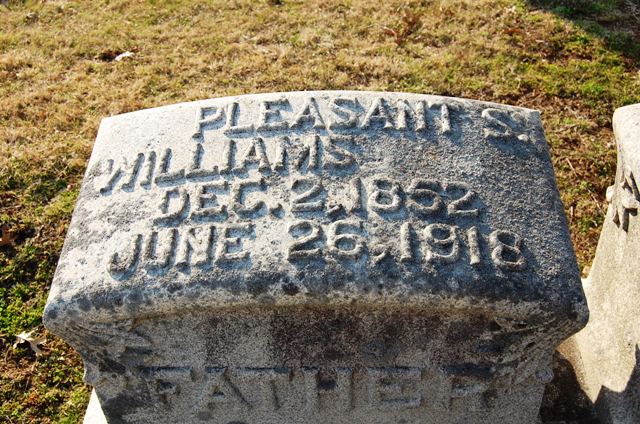 PLEASANT S.
WILLIAMS
DEC. 2, 1852
JUNE 26, 1918
FATHER